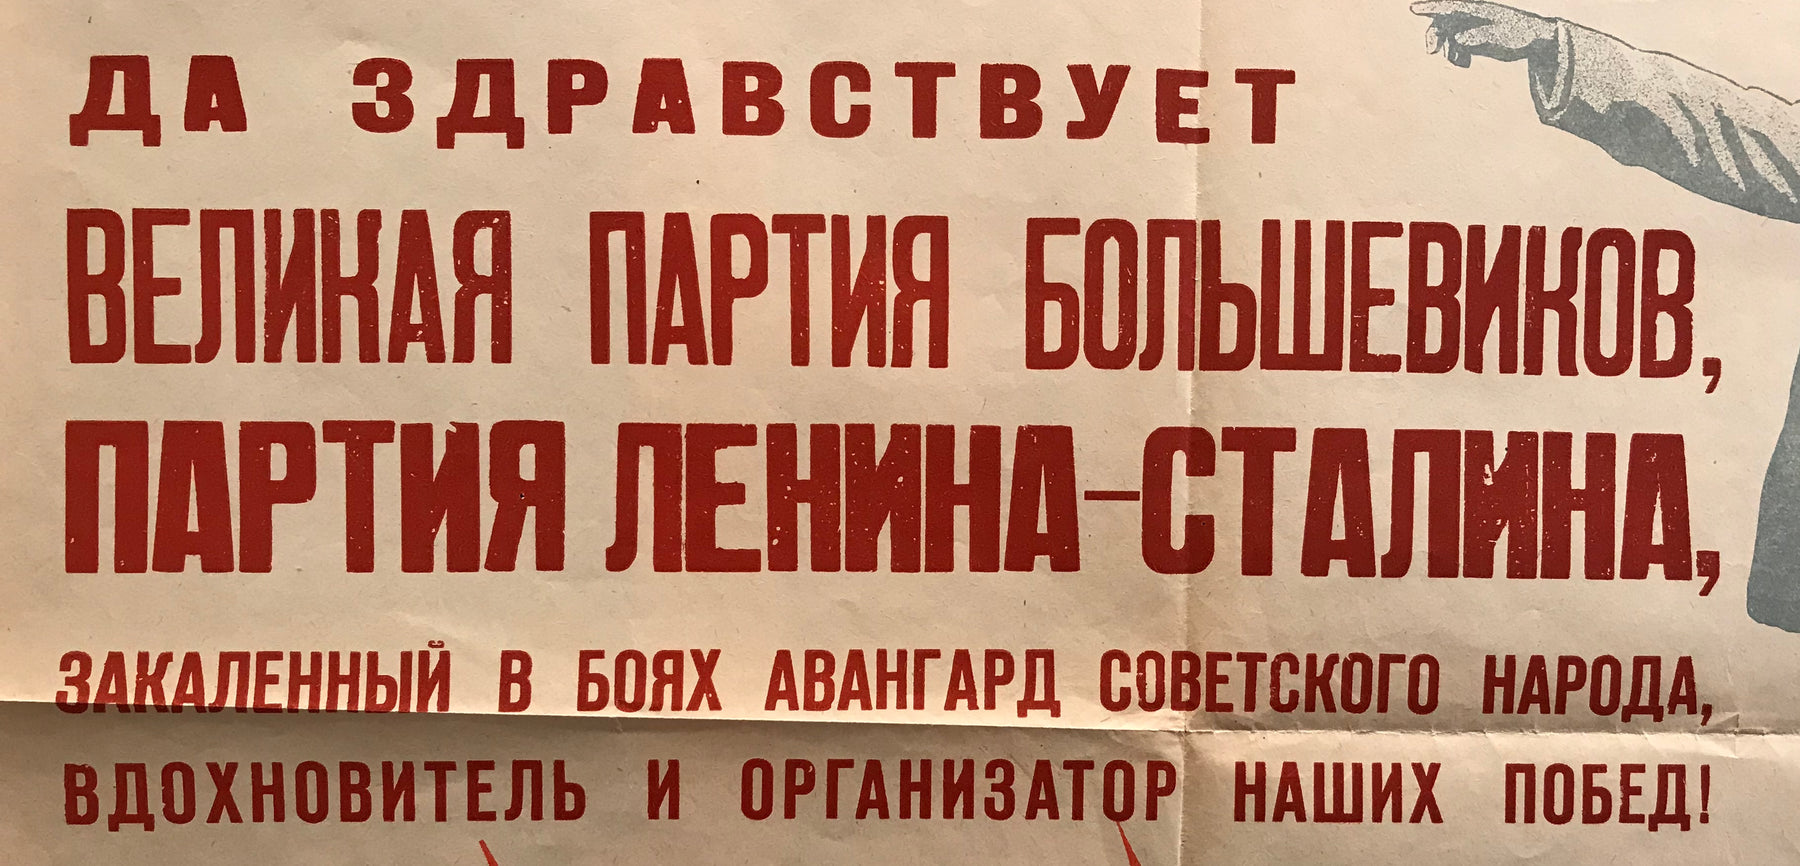 ДА ЗДРАВСТВУЕТ
ВЕЛИКАЯ ПАРТИЯ БОЛЬШЕВИКОВ,
ПАРТИЯ ЛЕНИНА—СТАЛИНА,
ЗАКАЛЕННЫЙ В БОЯХ АВАНГАРД СОВЕТСКОГО НАРОДА,
ВДОХНОВИТЕЛЬ И ОРГАНИЗАТОР НАШИХ ПОБЕД!